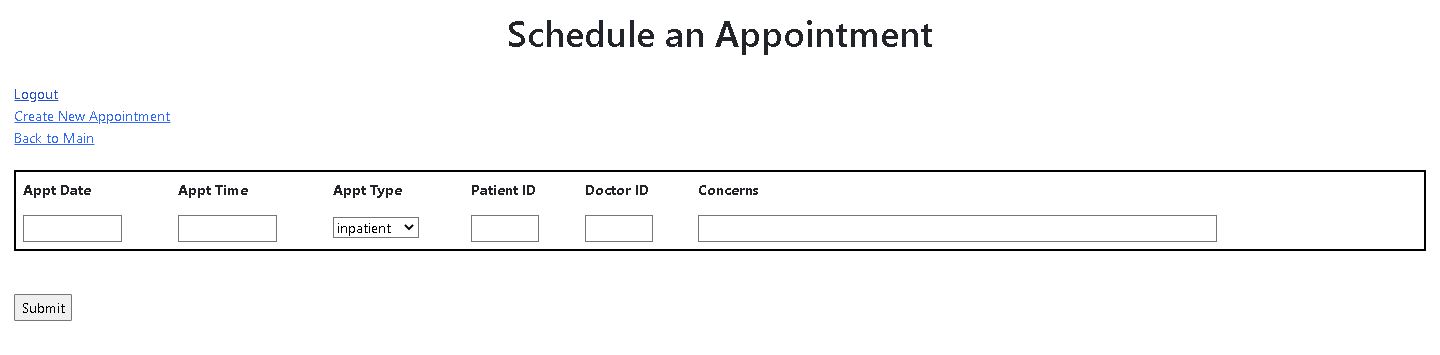 Schedule an Appointment
Logout
Create New Appointment
Back to Main
Appt Date Appt Time Appt Type Patient ID Doctor ID Concerns
inpatient
Submit